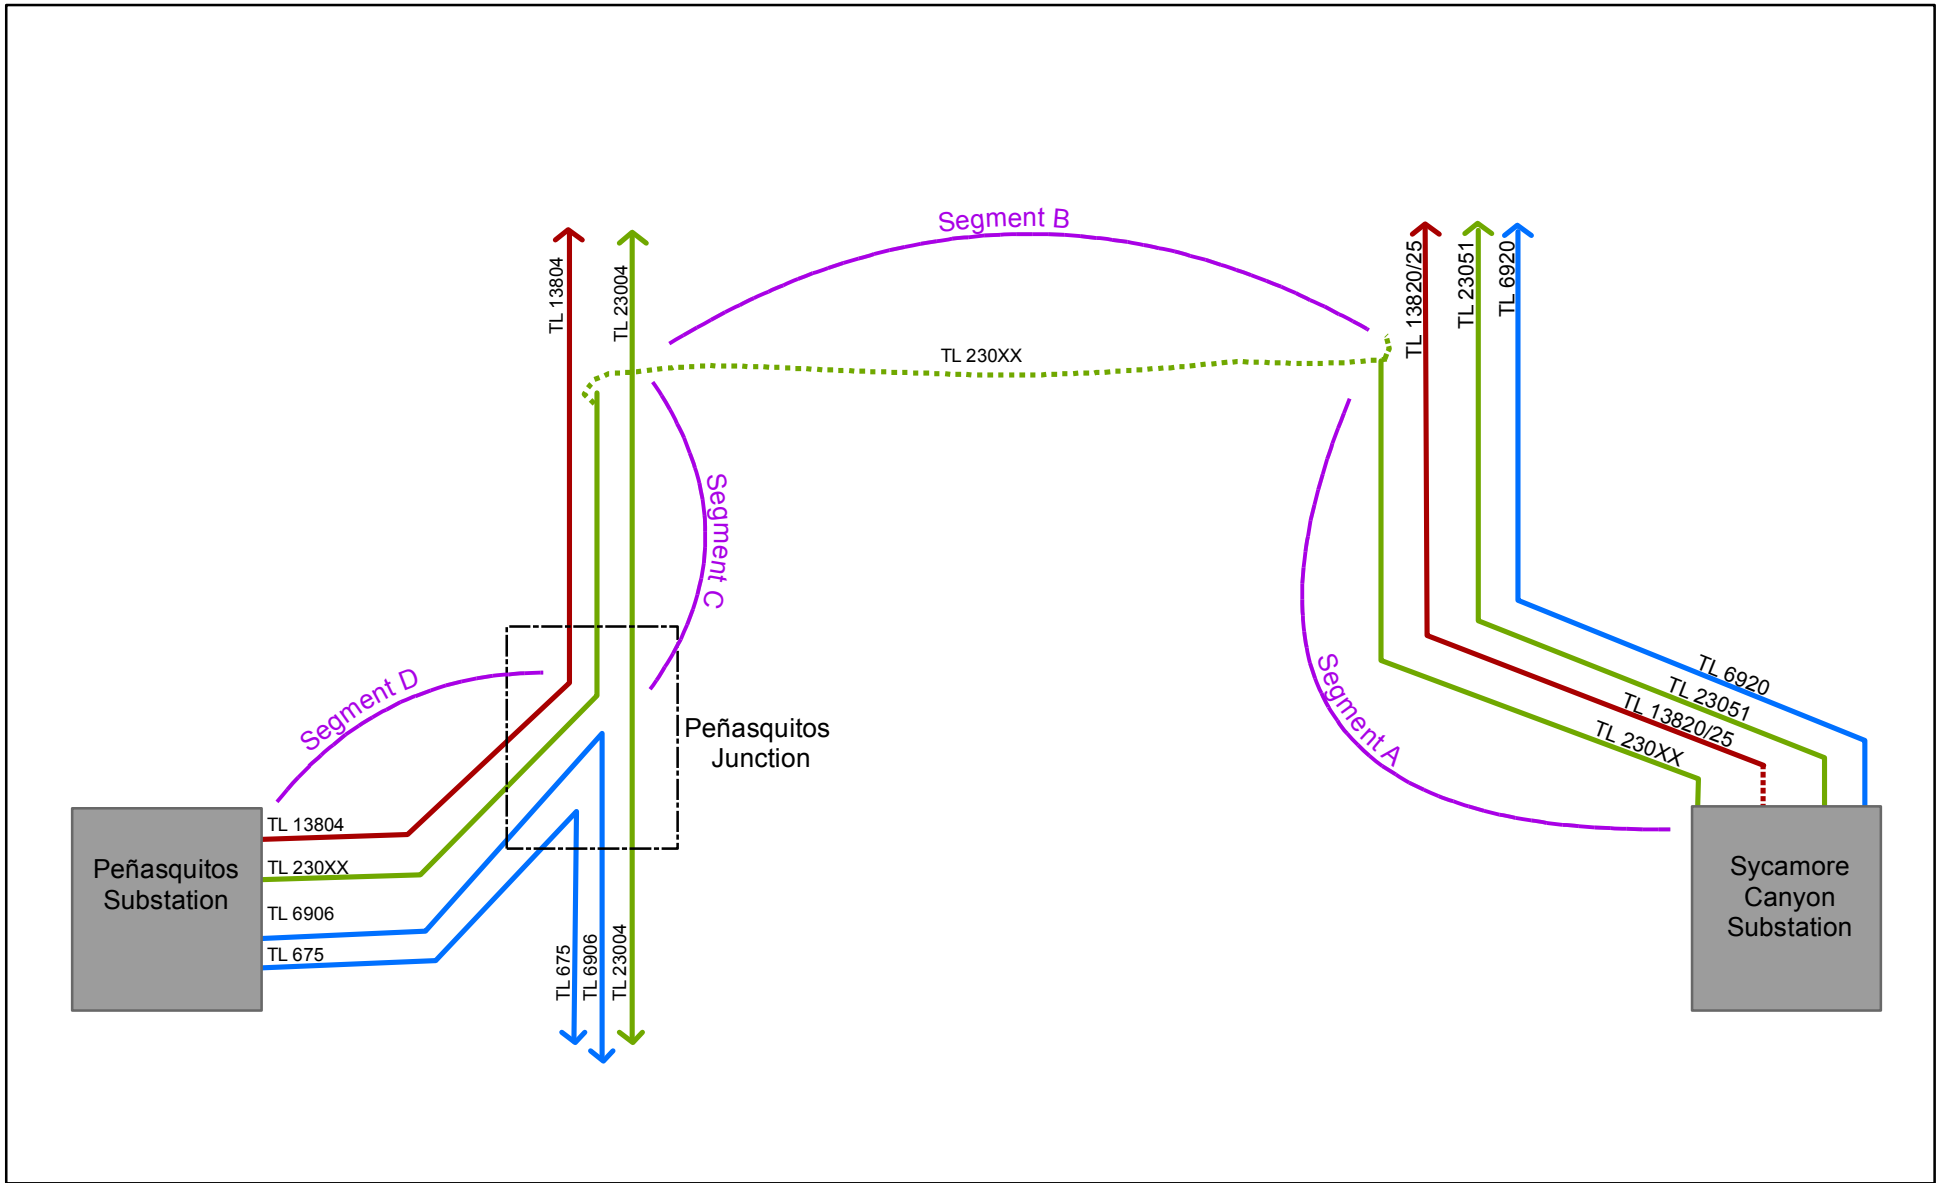 Segment B
TL 13804
TL 23004
TL 13820/25
TL 23051
TL 6920
TL 230XX
Segment C
Segment D
Segment A
TL 6920
TL 23051
TL 13820/25
TL 230XX
Peñasquitos
Junction
TL 13804
TL 230XX
TL 6906
TL 675
Peñasquitos
Substation
TL 675
TL 6906
TL 23004
Sycamore
Canyon
Substation